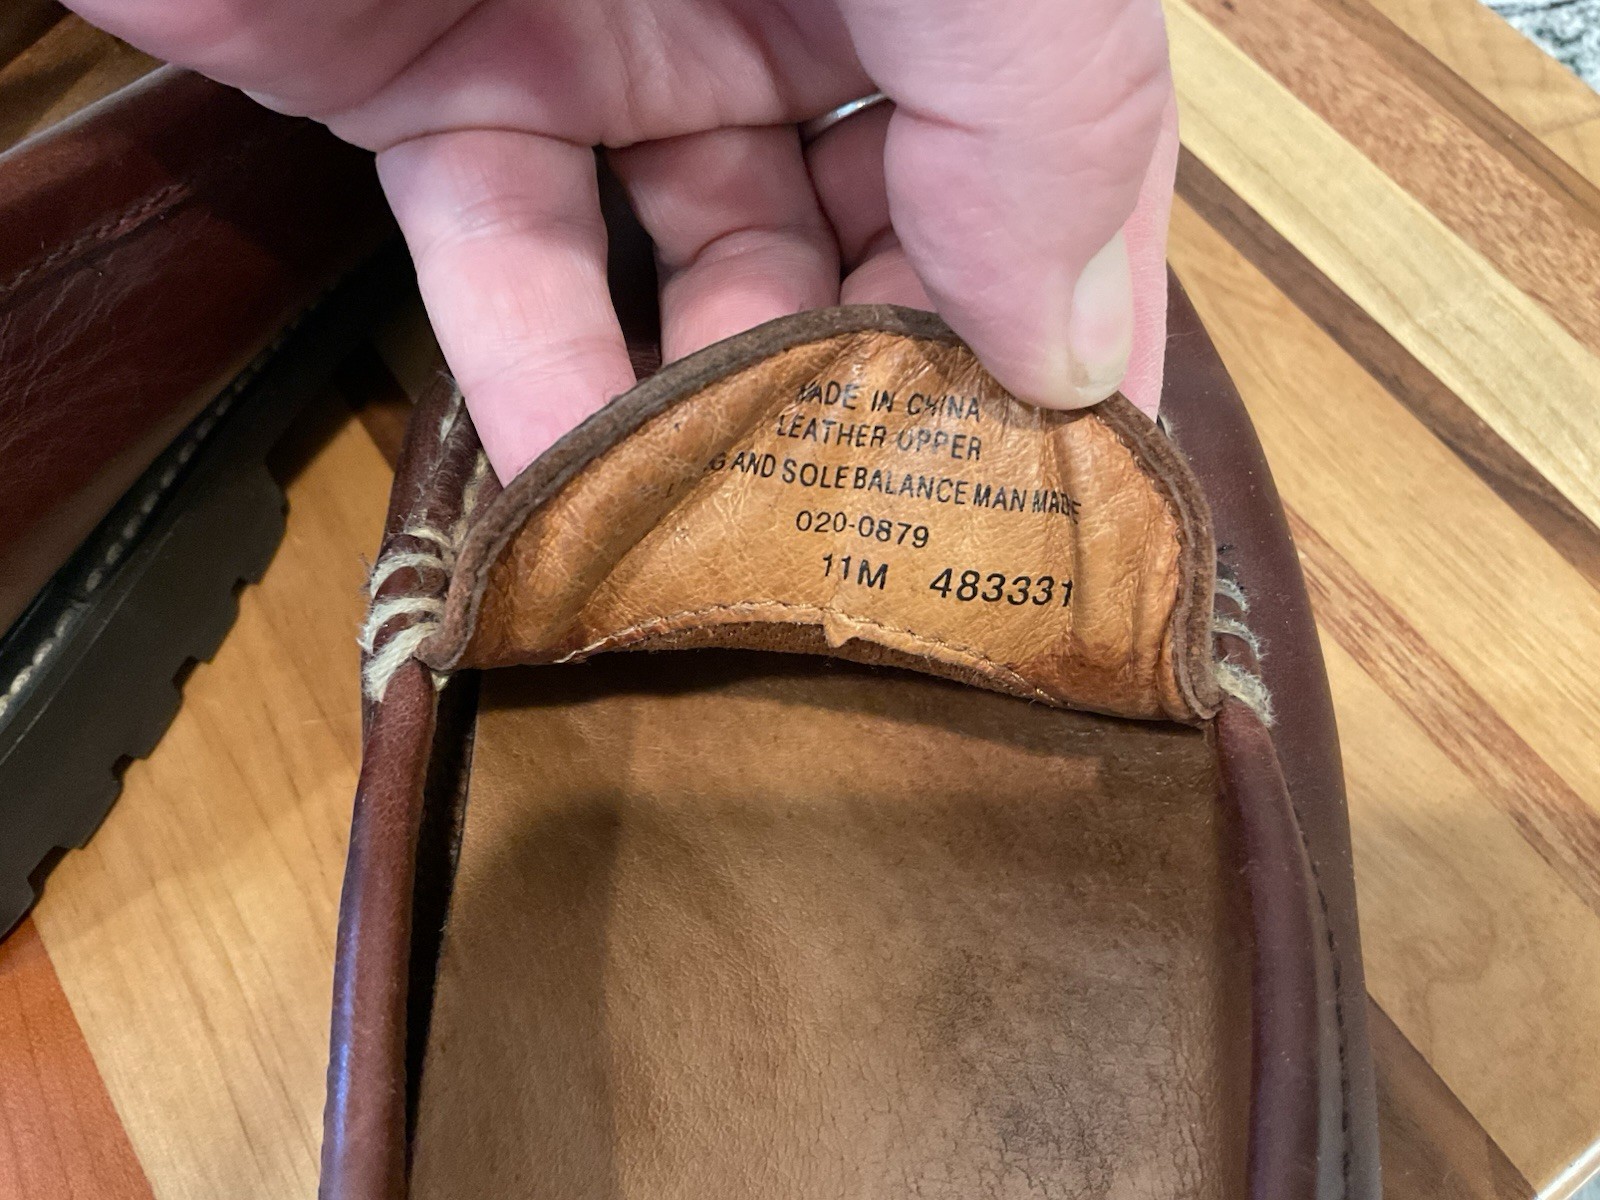 MADE IN CHINA
LEATHER UPPER
AND SOLE BALANCE MAN MADE
020-0879
11M 483331